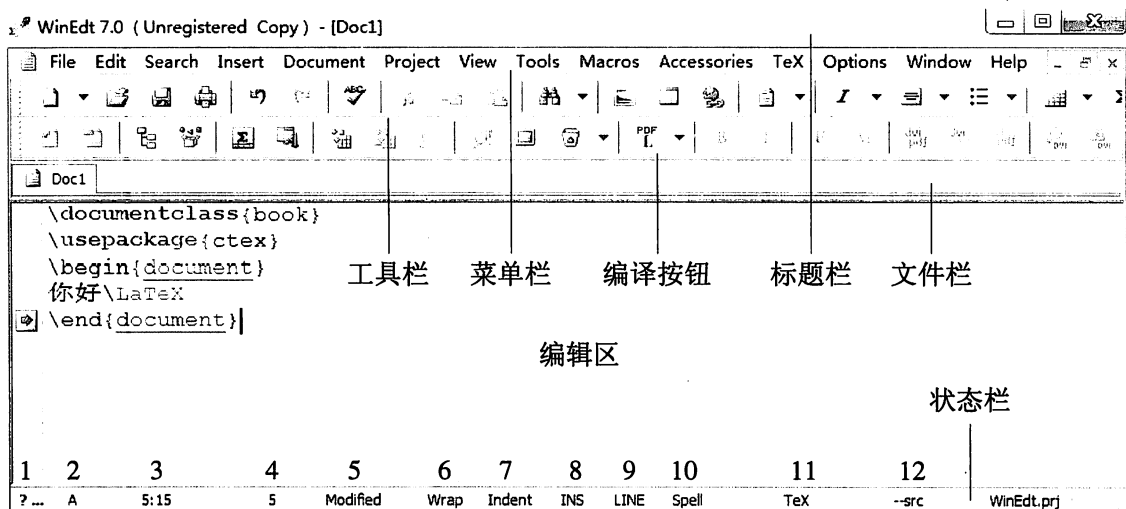 WinEdt 7.0 ( Unregistered Copy ) - [Doc1]
File Edit Search Insert Document Project View Tools Macros Accessories TeX Options Window Help
ABC
PDF
L
Doc1
\documentclass{book}
\usepackage{ctex}
\begin{document}
你好\LaTeX
\end{document}
工具栏 菜单栏 编译按钮 标题栏 文件栏
编辑区
状态栏
1 2 3 4 5 6 7 8 9 10 11 12
? ... A 5:15 5 Modified Wrap Indent INS LINE Spell TeX --src WinEdt.prj